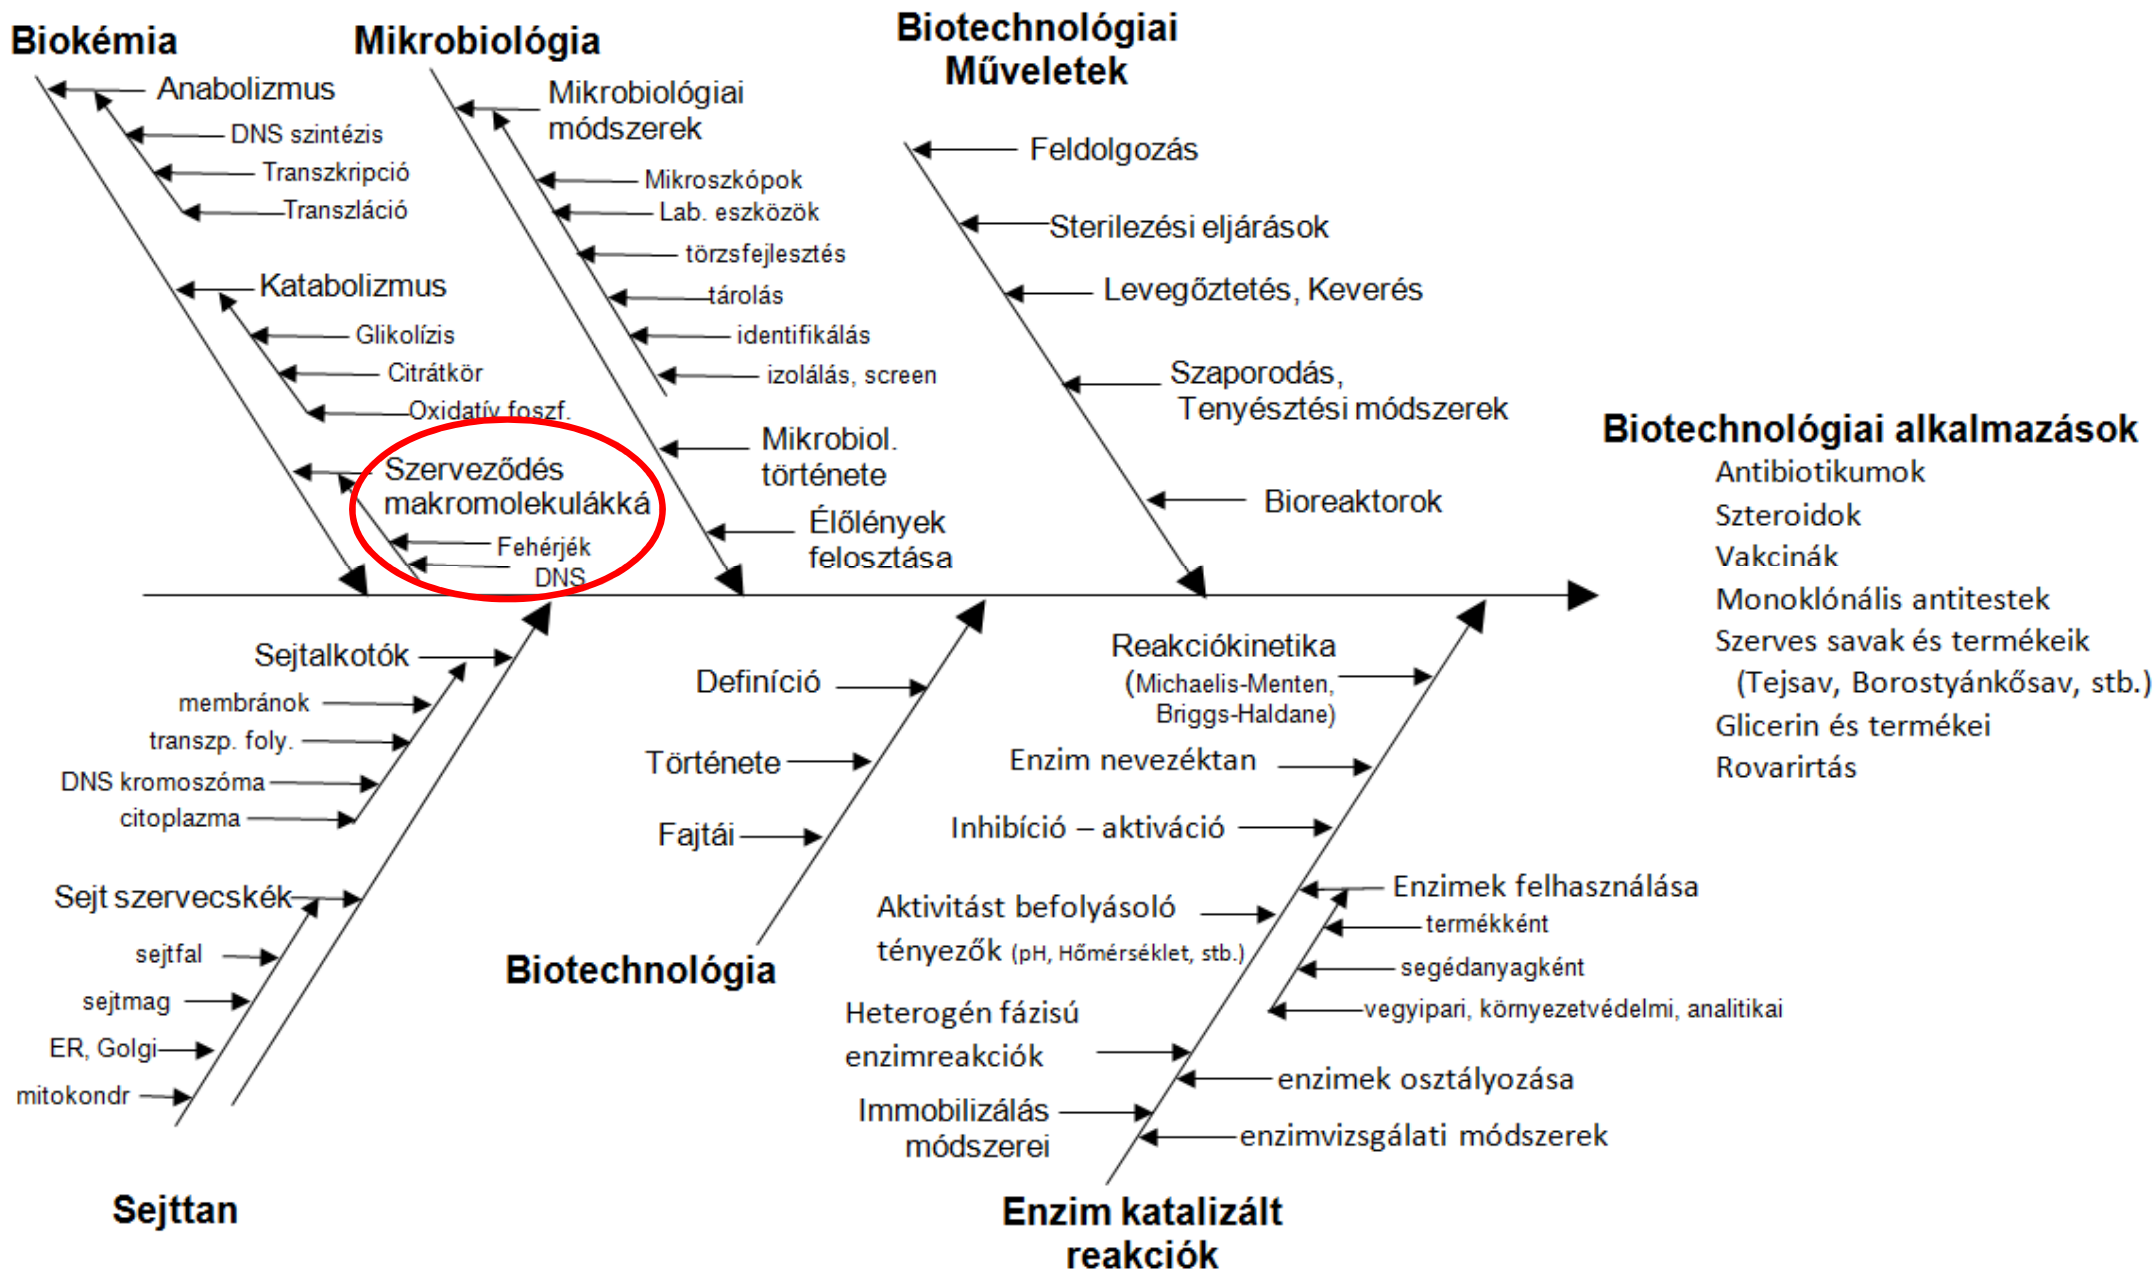 Biokémia
Anabolizmus
DNS szintézis
Transzkripció
Transzláció
Katabolizmus
Glikolízis
Citrátkör
Oxidatív foszf.
Szerveződés
makromolekulákká
Fehérjék
DNS
Mikrobiológia
Mikrobiológiai
módszerek
Mikroszkópok
Lab. eszközök
törzsfejlesztés
tárolás
identifikálás
izolálás, screen
Mikrobiol.
története
Élőlények
felosztása
Biotechnológiai
Műveletek
Feldolgozás
Sterilezési eljárások
Levegőztetés, Keverés
Szaporodás,
Tenyésztési módszerek
Bioreaktorok
Biotechnológiai alkalmazások
Antibiotikumok
Szteroidok
Vakcinák
Monoklónális antitestek
Szerves savak és termékeik
(Tejsav, Borostyánkősav, stb.)
Glicerin és termékei
Rovarirtás
Sejtalkotók
membránok
transzp. foly.
DNS kromoszóma
citoplazma
Sejt szervecskék
sejtfal
sejtmag
ER, Golgi
mitokondr
Sejttan
Definíció
Története
Fajtái
Biotechnológia
Reakciókinetika
(Michaelis-Menten,
Briggs-Haldane)
Enzim nevezéktan
Inhibíció – aktiváció
Aktivitást befolyásoló
tényezők (pH, Hőmérséklet, stb.)
Heterogén fázisú
enzimreakciók
Immobilizálás
módszerei
Enzimek felhasználása
termékként
segédanyagként
vegyipari, környezetvédelmi, analitikai
enzimek osztályozása
enzimvizsgálati módszerek
Enzim katalizált
reakciók